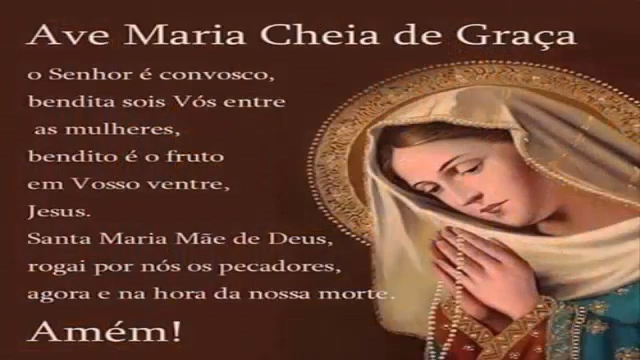 Ave Maria Cheia de Graça
o Senhor é convosco,
bendita sois Vós entre
as mulheres,
bendito é o fruto
em Vosso ventre,
Jesus.
Santa Maria Mãe de Deus,
rogai por nós os pecadores,
agora e na hora da nossa morte.
Amém!